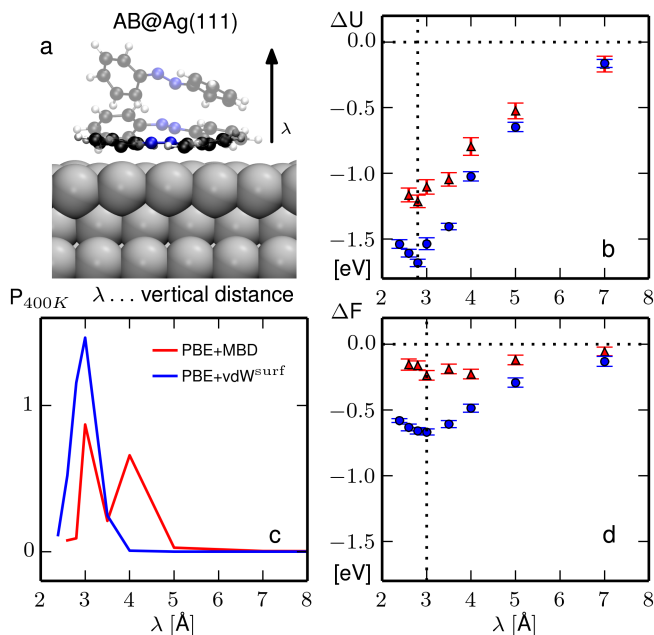 AB@Ag(111)
a
λ
λ ... vertical distance
ΔU
0.0
−0.5
−1.0
−1.5
[eV]
2 3 4 5 6 7 8
b
P400K
1
0
PBE+MBD
PBE+vdW^surf
c
2 3 4 5 6 7 8
λ [Å]
ΔF
0.0
−0.5
−1.0
−1.5
[eV]
d
2 3 4 5 6 7 8
λ [Å]